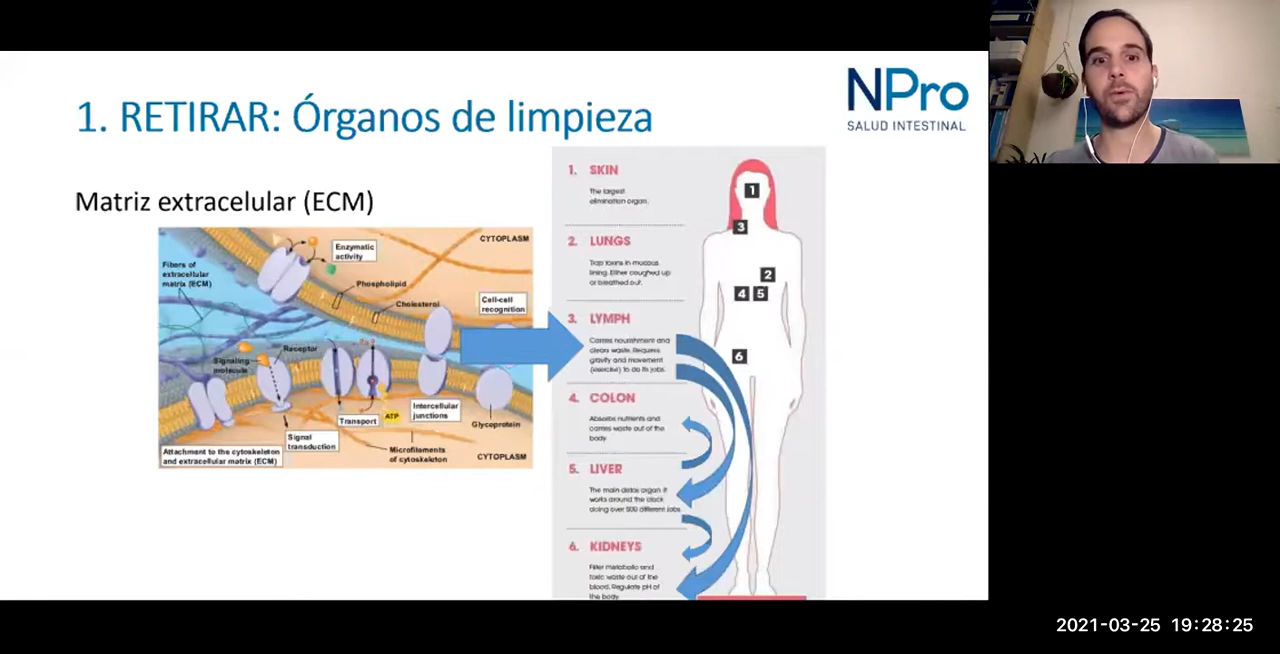 1. RETIRAR: Órganos de limpieza
NPro
SALUD INTESTINAL
Matriz extracelular (ECM)
CYTOPLASM
Enzymatic
activity
Fibers of
extracellular
matrix (ECM)
Phospholipid
Cholesterol
Cell-cell
recognition
Signaling
molecule
Receptor
ATP
Transport
Intercellular
junctions
Glycoprotein
Signal
transduction
Microfilaments
of cytoskeleton
CYTOPLASM
Attachment to the cytoskeleton
and extracellular matrix (ECM)
1. SKIN
The largest
elimination organ.
2. LUNGS
Trap toxins in mucous
lining. Either coughed up
or breathed out.
3. LYMPH
Carries nourishment and
cleans waste. Requires
gravity and movement
(exercise) to do its jobs.
4. COLON
Absorbs nutrients and
carries waste out of the
body
5. LIVER
The main detox organ. It
works around the clock
doing over 500 different jobs
6. KIDNEYS
Filter metabolic and
toxic waste out of the
blood. Regulate pH of
the body.
1
3
2
4 5
6
2021-03-25 19:28:25